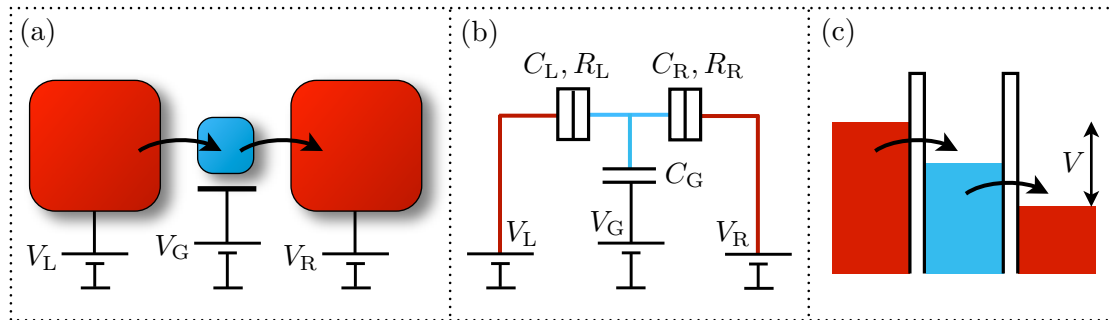 (a)
V_L
V_G
V_R
(b)
C_L, R_L
C_R, R_R
C_G
V_L
V_G
V_R
(c)
V